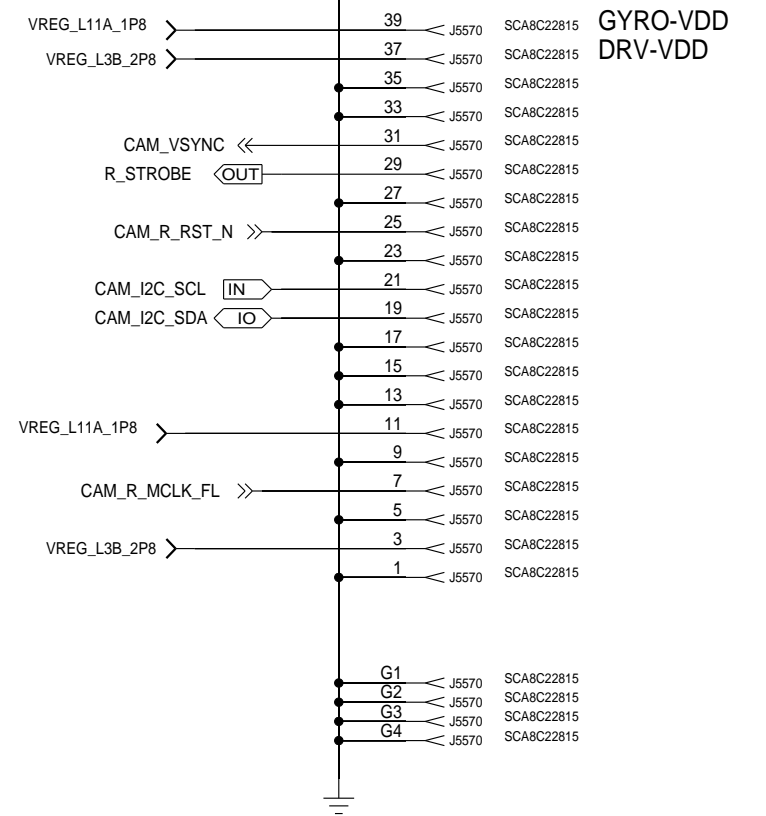 VREG_L11A_1P8 39 J5570 SCA8C22815 GYRO-VDD
VREG_L3B_2P8 37 J5570 SCA8C22815 DRV-VDD
35 J5570 SCA8C22815
33 J5570 SCA8C22815
CAM_VSYNC 31 J5570 SCA8C22815
R_STROBE OUT 29 J5570 SCA8C22815
27 J5570 SCA8C22815
CAM_R_RST_N 25 J5570 SCA8C22815
23 J5570 SCA8C22815
CAM_I2C_SCL IN 21 J5570 SCA8C22815
CAM_I2C_SDA IO 19 J5570 SCA8C22815
17 J5570 SCA8C22815
15 J5570 SCA8C22815
13 J5570 SCA8C22815
VREG_L11A_1P8 11 J5570 SCA8C22815
9 J5570 SCA8C22815
CAM_R_MCLK_FL 7 J5570 SCA8C22815
5 J5570 SCA8C22815
VREG_L3B_2P8 3 J5570 SCA8C22815
1 J5570 SCA8C22815
G1 J5570 SCA8C22815
G2 J5570 SCA8C22815
G3 J5570 SCA8C22815
G4 J5570 SCA8C22815